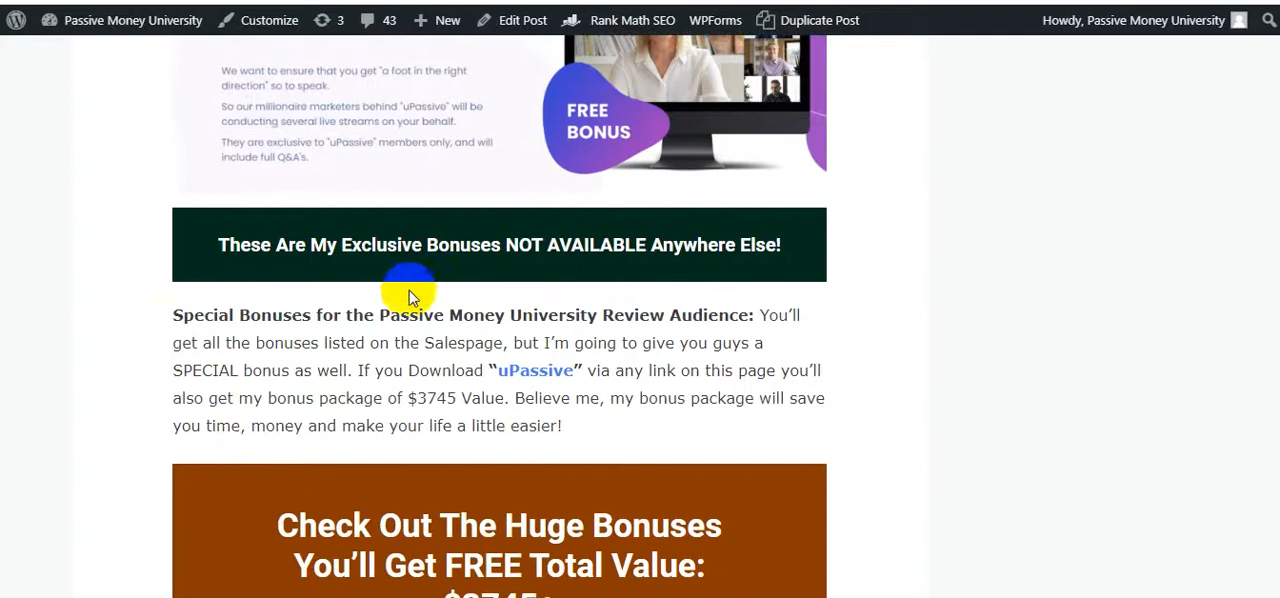 Passive Money University Customize 3 43 New Edit Post Rank Math SEO WPForms Duplicate Post Howdy, Passive Money University
We want to ensure that you get "a foot in the right
direction" so to speak.
So our millionaire marketers behind "uPassive" will be
conducting several live streams on your behalf.
They are exclusive to "uPassive" members only, and will
include full Q&A's.
FREE
BONUS
These Are My Exclusive Bonuses NOT AVAILABLE Anywhere Else!
Special Bonuses for the Passive Money University Review Audience: You’ll
get all the bonuses listed on the Salespage, but I’m going to give you guys a
SPECIAL bonus as well. If you Download “uPassive” via any link on this page you’ll
also get my bonus package of $3745 Value. Believe me, my bonus package will save
you time, money and make your life a little easier!
Check Out The Huge Bonuses
You’ll Get FREE Total Value: